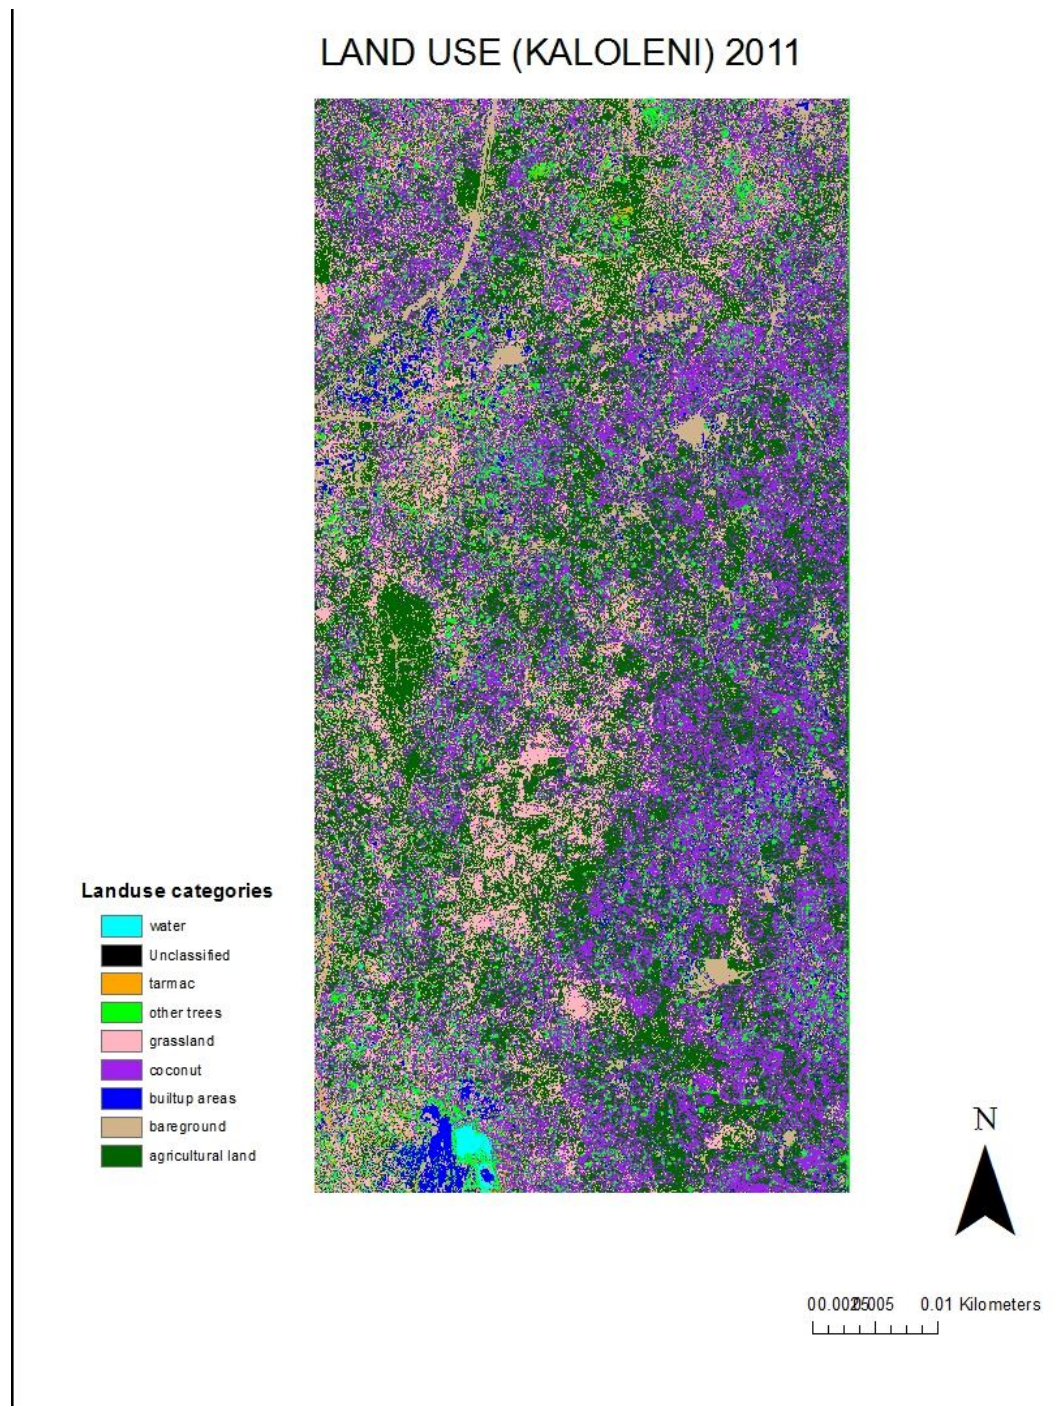 LAND USE (KALOLENI) 2011
Landuse categories
water
Unclassified
tarmac
other trees
grassland
coconut
builtup areas
bareground
agricultural land
N
0.01 Kilometers